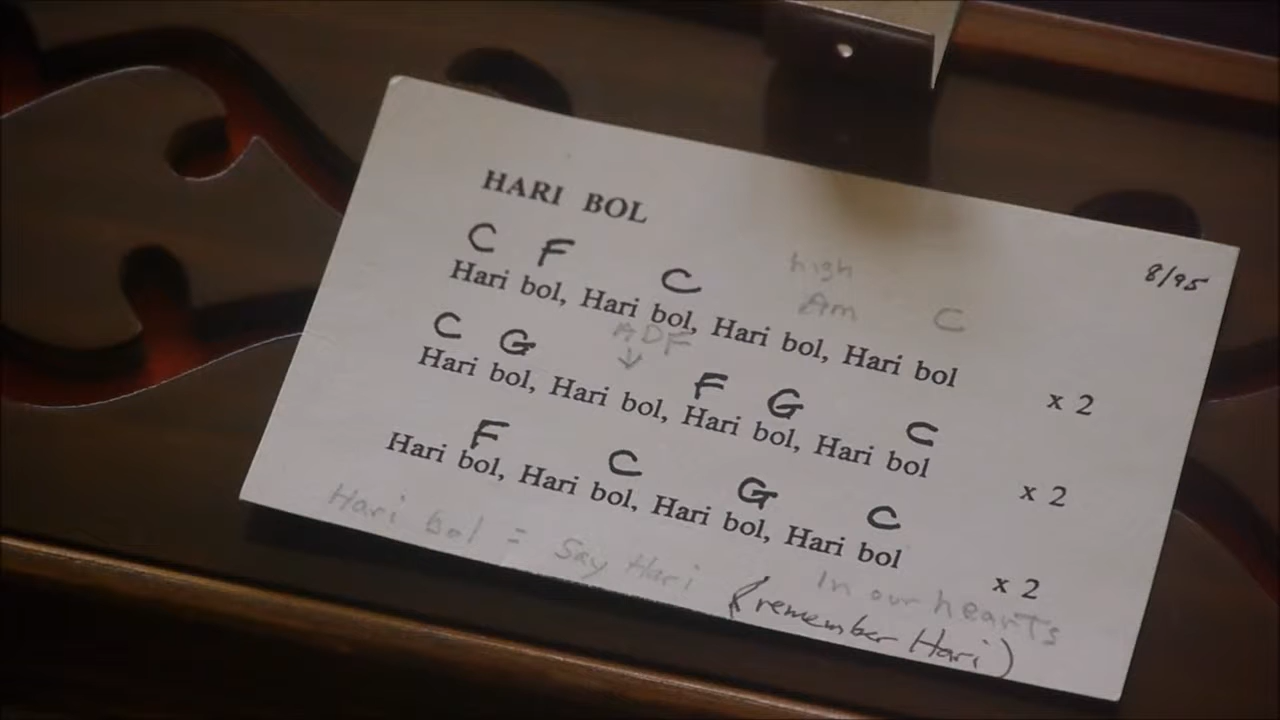 HARI BOL
8/95
C F C high Am C
Hari bol, Hari bol, Hari bol, Hari bol x 2
C G ADF ↓ F G C
Hari bol, Hari bol, Hari bol, Hari bol x 2
F C G C
Hari bol, Hari bol, Hari bol, Hari bol x 2
Hari bol = Say Hari In our hearts
(remember Hari)